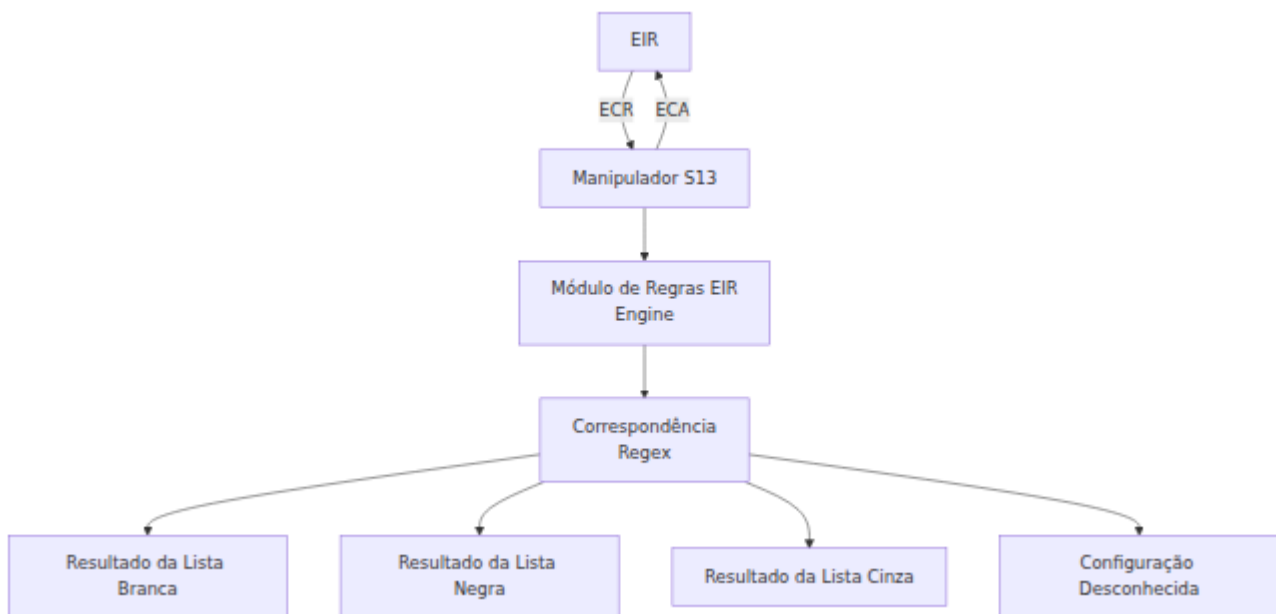 EIR
ECR
ECA
Manipulador S13
Módulo de Regras EIR
Engine
Correspondência
Regex
Resultado da Lista
Branca
Resultado da Lista
Negra
Resultado da Lista Cinza
Configuração
Desconhecida